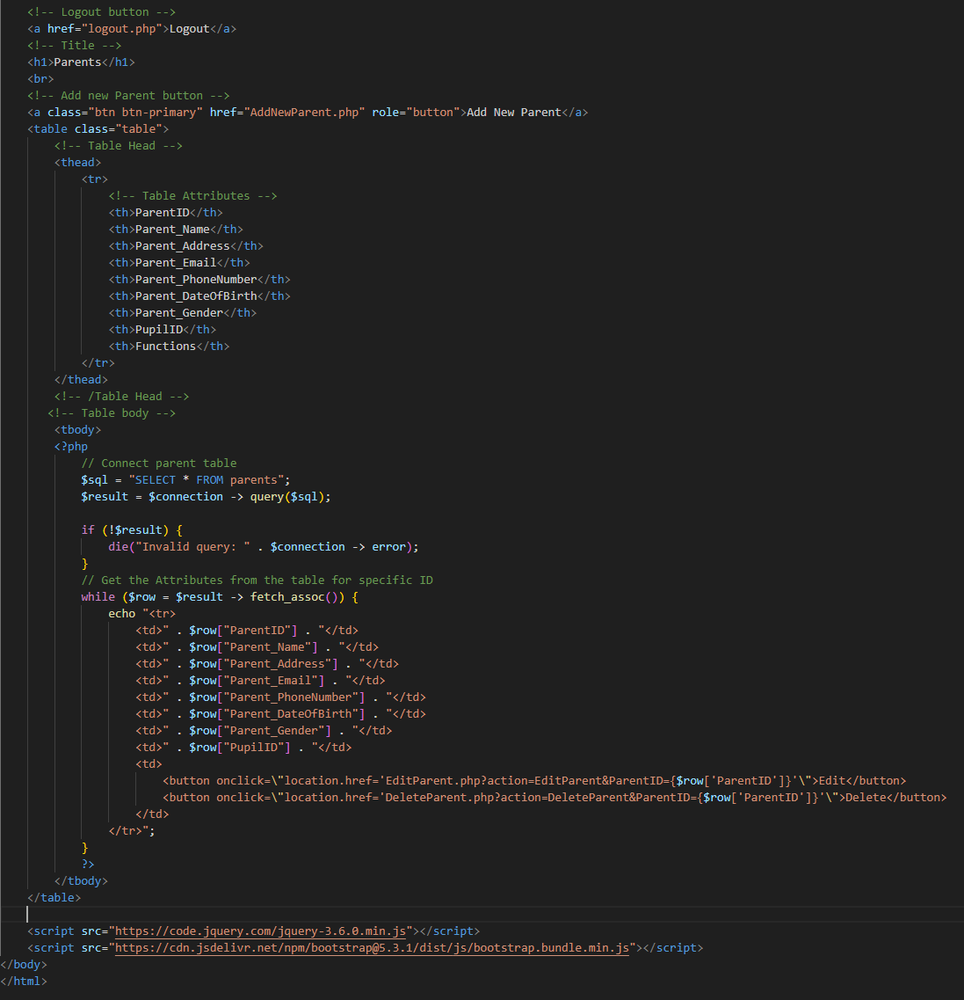 <!-- Logout button -->
<a href="logout.php">Logout</a>
<!-- Title -->
<h1>Parents</h1>
<br>
<!-- Add new Parent button -->
<a class="btn btn-primary" href="AddNewParent.php" role="button">Add New Parent</a>
<table class="table">
<!-- Table Head -->
<thead>
<tr>
<!-- Table Attributes -->
<th>ParentID</th>
<th>Parent_Name</th>
<th>Parent_Address</th>
<th>Parent_Email</th>
<th>Parent_PhoneNumber</th>
<th>Parent_DateOfBirth</th>
<th>Parent_Gender</th>
<th>PupilID</th>
<th>Functions</th>
</tr>
</thead>
<!-- /Table Head -->
<!-- Table body -->
<tbody>
<?php
// Connect parent table
$sql = "SELECT * FROM parents";
$result = $connection -> query($sql);
if (!$result) {
die("Invalid query: " . $connection -> error);
}
// Get the Attributes from the table for specific ID
while ($row = $result -> fetch_assoc()) {
echo "<tr>
<td>" . $row["ParentID"] . "</td>
<td>" . $row["Parent_Name"] . "</td>
<td>" . $row["Parent_Address"] . "</td>
<td>" . $row["Parent_Email"] . "</td>
<td>" . $row["Parent_PhoneNumber"] . "</td>
<td>" . $row["Parent_DateOfBirth"] . "</td>
<td>" . $row["Parent_Gender"] . "</td>
<td>" . $row["PupilID"] . "</td>
<td>
<button onclick=\"location.href='EditParent.php?action=EditParent&ParentID={$row['ParentID']}'\">Edit</button>
<button onclick=\"location.href='DeleteParent.php?action=DeleteParent&ParentID={$row['ParentID']}'\">Delete</button>
</td>
</tr>";
}
?>
</tbody>
</table>
<script src="https://code.jquery.com/jquery-3.6.0.min.js"></script>
<script src="https://cdn.jsdelivr.net/npm/bootstrap@5.3.1/dist/js/bootstrap.bundle.min.js"></script>
</body>
</html>